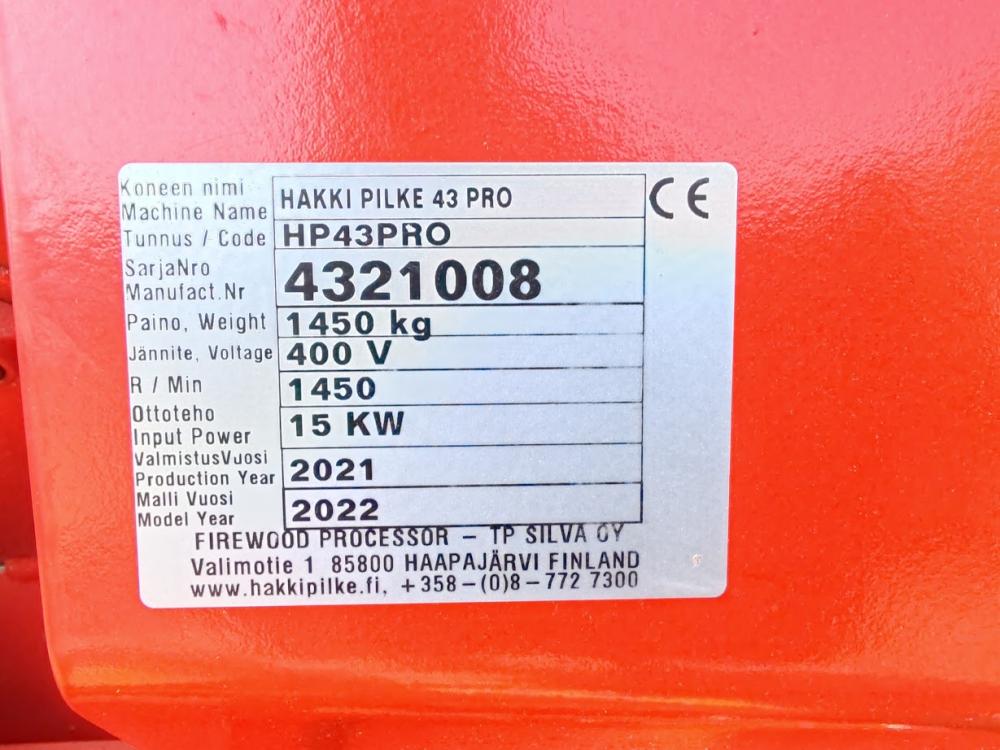 Koneen nimi
Machine Name HAKKI PILKE 43 PRO CE
Tunnus / Code HP43PRO
SarjaNro
Manufact.Nr 4321008
Paino, Weight 1450 kg
Jännite, Voltage 400 V
R / Min 1450
Ottoteho
Input Power 15 KW
ValmistusVuosi
Production Year 2021
Malli Vuosi
Model Year 2022
FIREWOOD PROCESSOR – TP SILVA OY
Valimotie 1 85800 HAAPAJÄRVI FINLAND
www.hakkipilke.fi, +358–(0)8–772 7300